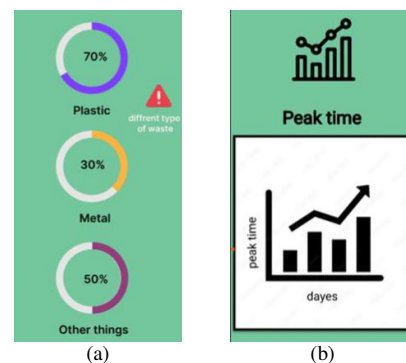 70%
Plastic
diffrent type
of waste
30%
Metal
50%
Other things
(a)
Peak time
peak time
dayes
(b)